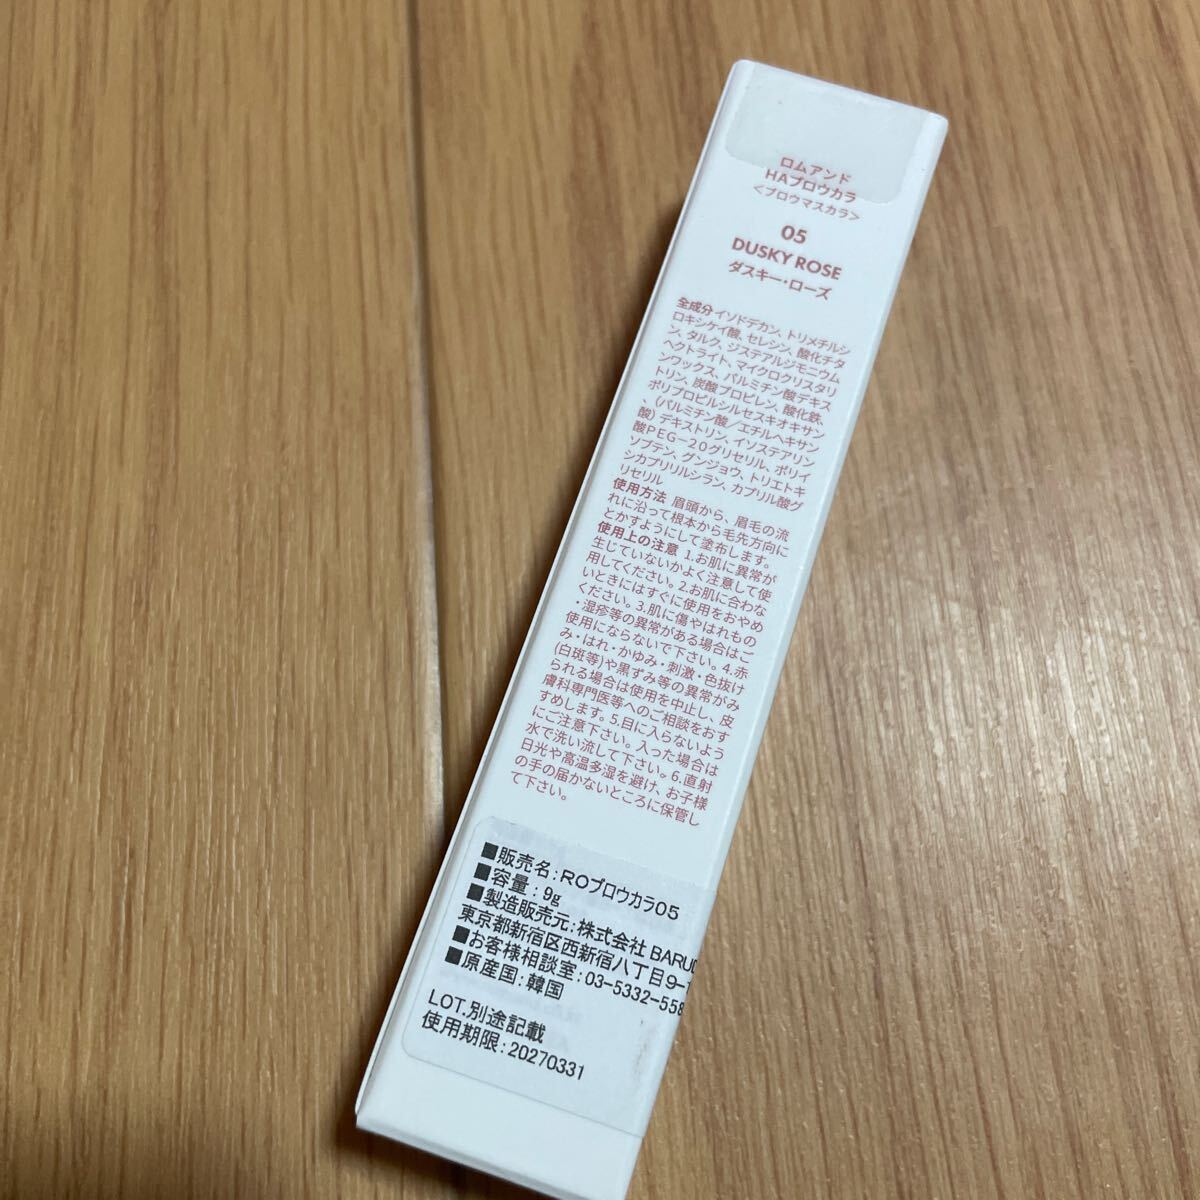 ロムアンド
HAブロウカラ
<ブロウマスカラ>
05
DUSKY ROSE
ダスキー・ローズ
全成分 イソドデカン、トリメチルシ
ロキシケイ酸、セレシン、酸化チタ
ン、タルク、ジステアルジモニウム
ヘクトライト、マイクロクリスタリ
ンワックス、パルミチン酸デキス
トリン、炭酸プロピレン、酸化鉄、
ポリプロピルシルセスキオキサン
、(パルミチン酸/エチルヘキサン
酸)デキストリン、イソステアリン
酸PEG-20グリセリル、ポリイ
ソブテン、グンジョウ、トリエトキ
シカプリリルシラン、カプリル酸グ
リセリル
使用方法 眉頭から、眉毛の流
れに沿って根本から毛先方向に
とかすようにして塗布します。
使用上の注意 1.お肌に異常が
生じていないかよく注意して使
用してください。2.お肌に合わな
いときにはすぐに使用をおやめ
ください。3.肌に傷やはれもの
・湿疹等の異常がある場合はご
使用にならないで下さい。4.赤
み・はれ・かゆみ・刺激・色抜け
(白斑等)や黒ずみ等の異常がみ
られる場合は使用を中止し、皮
膚科専門医等へのご相談をおす
すめします。5.目に入らないよう
にご注意下さい。入った場合は
水で洗い流して下さい。6.直射
日光や高温多湿を避け、お子様
の手の届かないところに保管し
て下さい。
■販売名:ROブロウカラ05
■容量:9g
■製造販売元:株式会社 BARUD
東京都新宿区西新宿八丁目9-1
■お客様相談室:03-5332-558
■原産国:韓国
LOT.別途記載
使用期限:20270331